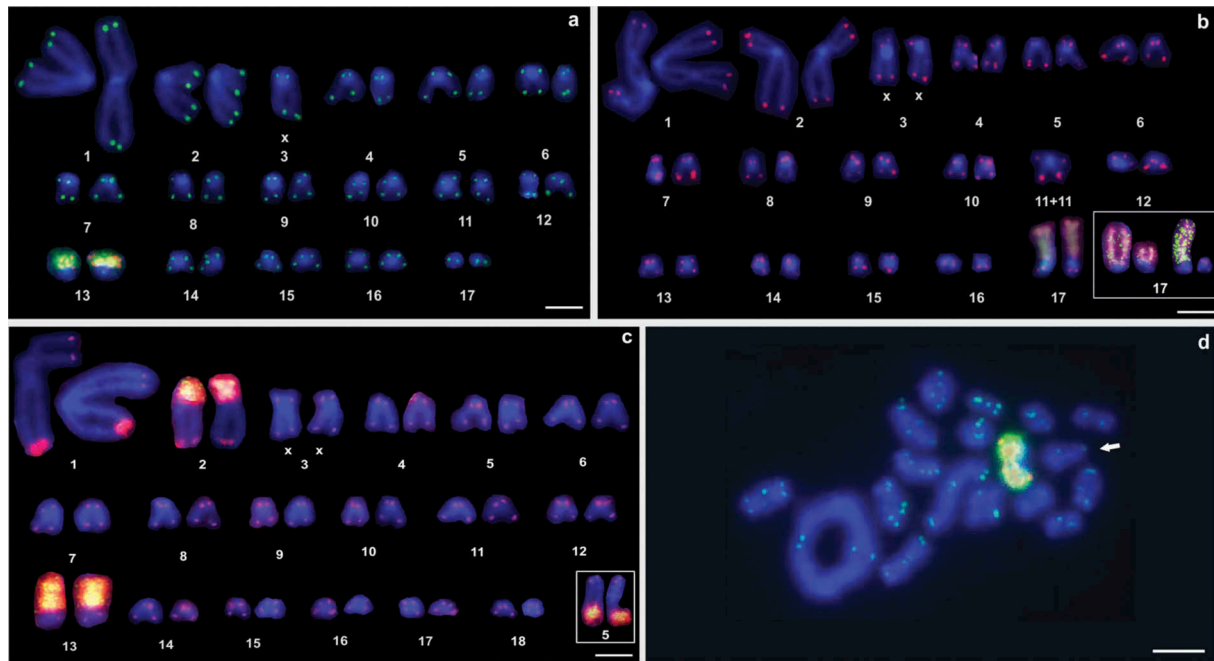 a
1 2 3 4 5 6
x
7 8 9 10 11 12
13 14 15 16 17
b
x x
1 2 3 4 5 6
7 8 9 10 11+11 12
13 14 15 16 17 17
c
x x
1 2 3 4 5 6
7 8 9 10 11 12
13 14 15 16 17 18 5
d